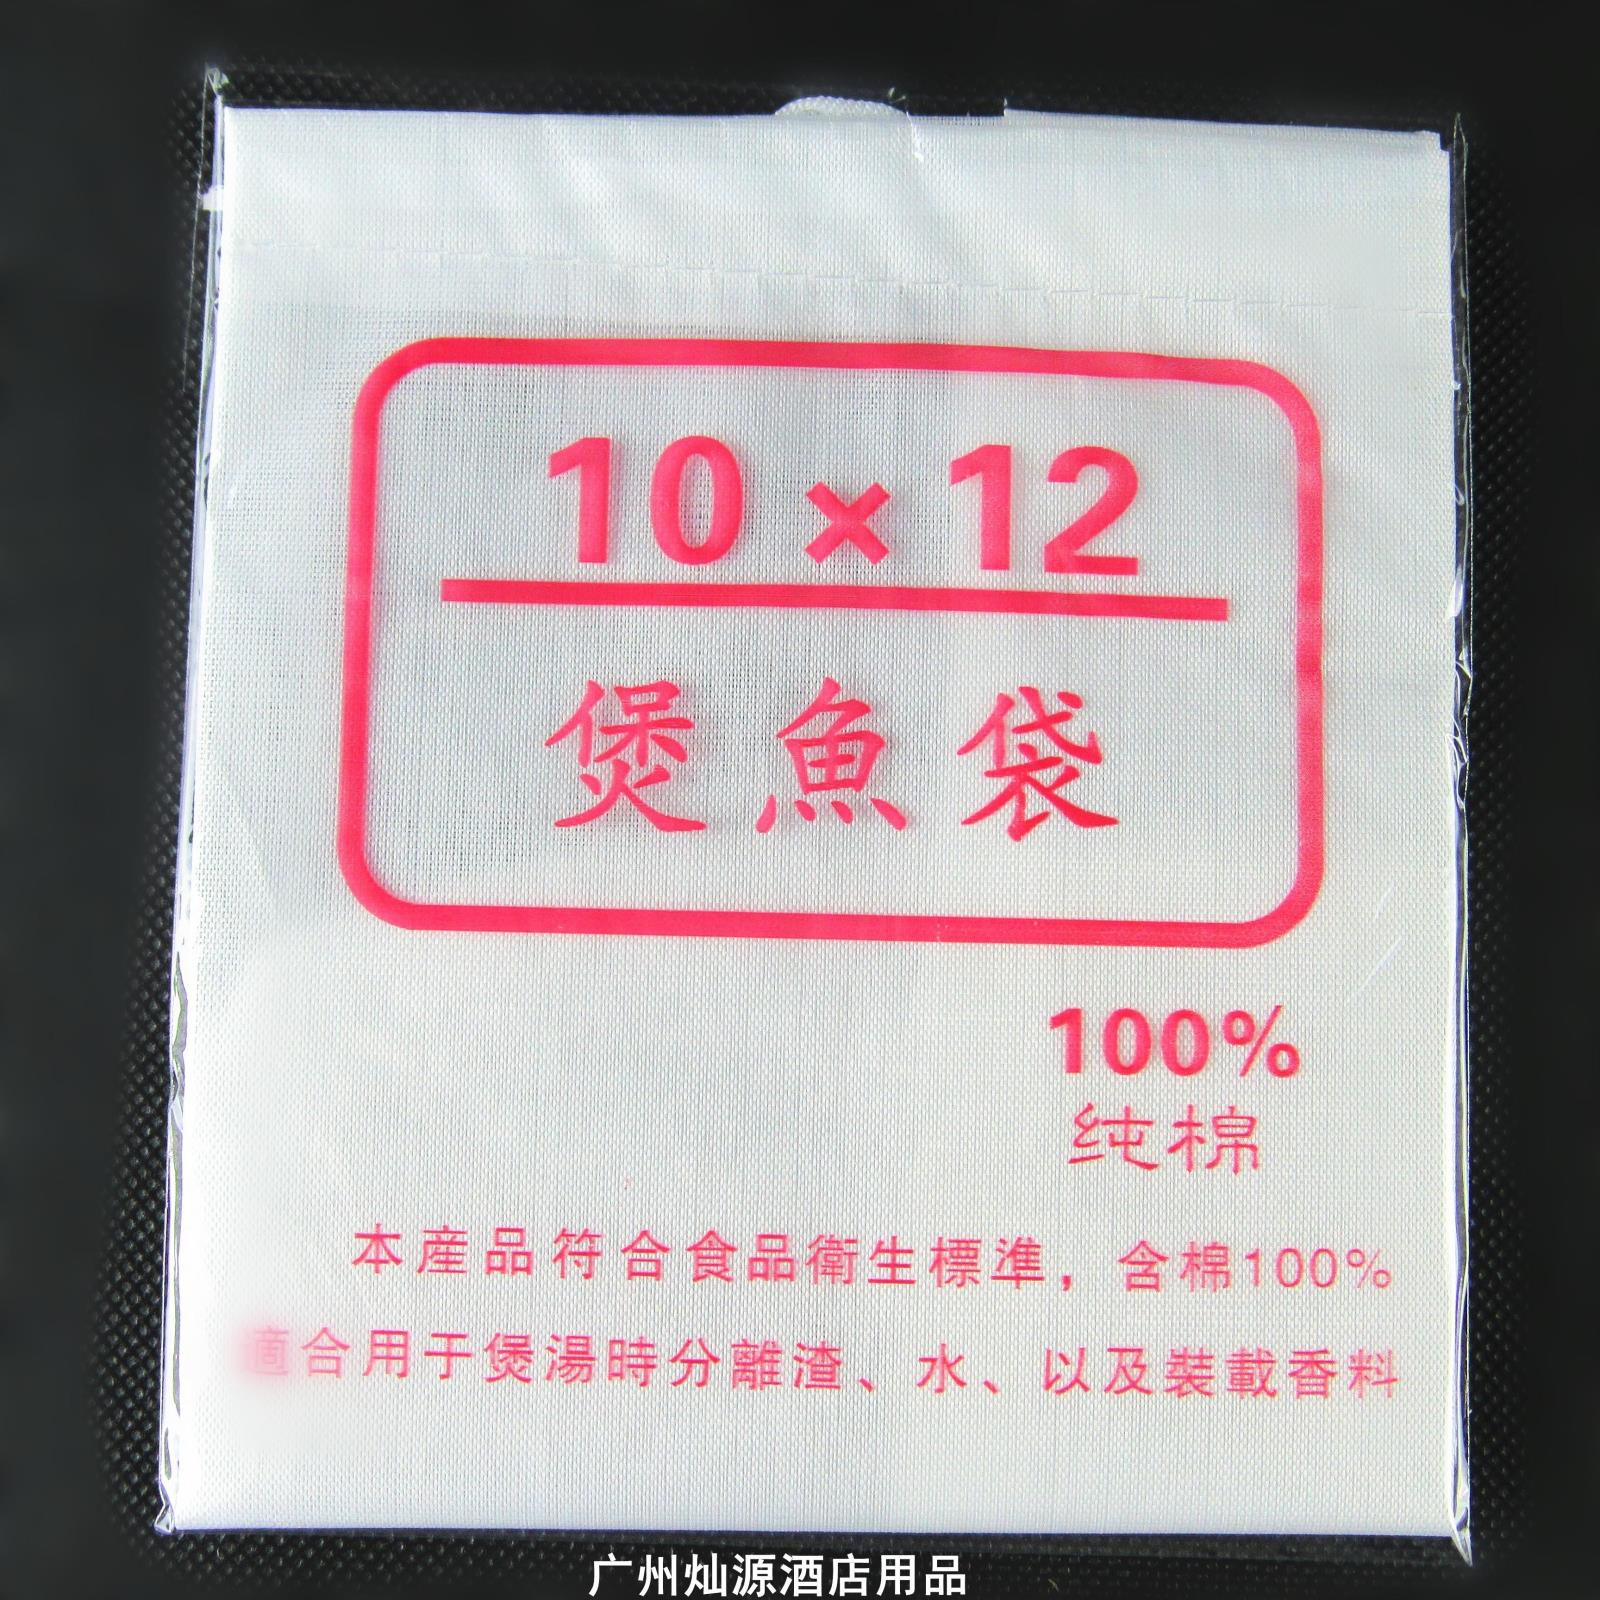 10×12
煲魚袋
100%
纯棉
本産品符合食品衛生標準，含棉100%
適合用于煲湯時分離渣、水、以及裝載香料
广州灿源酒店用品